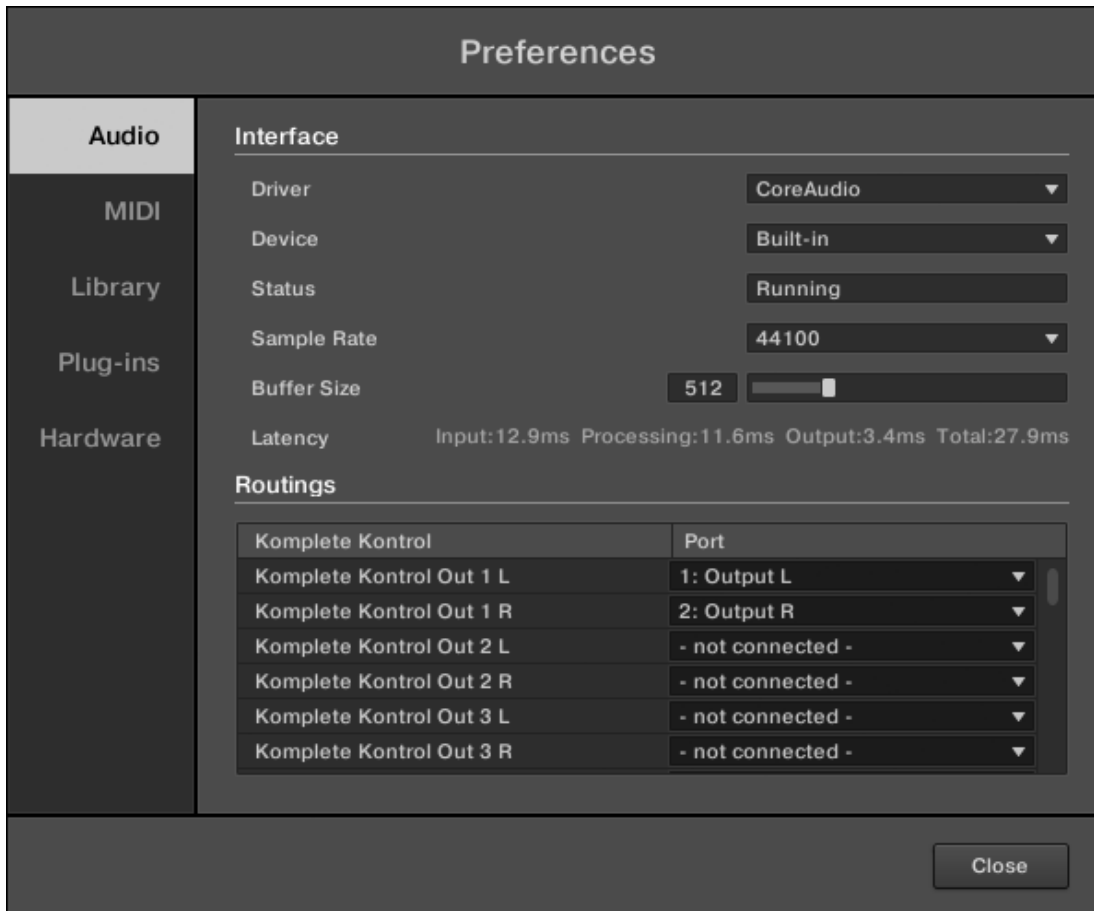 Preferences
Audio
MIDI
Library
Plug-ins
Hardware
Interface
Driver CoreAudio
Device Built-in
Status Running
Sample Rate 44100
Buffer Size 512
Latency Input:12.9ms Processing:11.6ms Output:3.4ms Total:27.9ms
Routings
Komplete Kontrol Port
Komplete Kontrol Out 1 L 1: Output L
Komplete Kontrol Out 1 R 2: Output R
Komplete Kontrol Out 2 L - not connected -
Komplete Kontrol Out 2 R - not connected -
Komplete Kontrol Out 3 L - not connected -
Komplete Kontrol Out 3 R - not connected -
Close